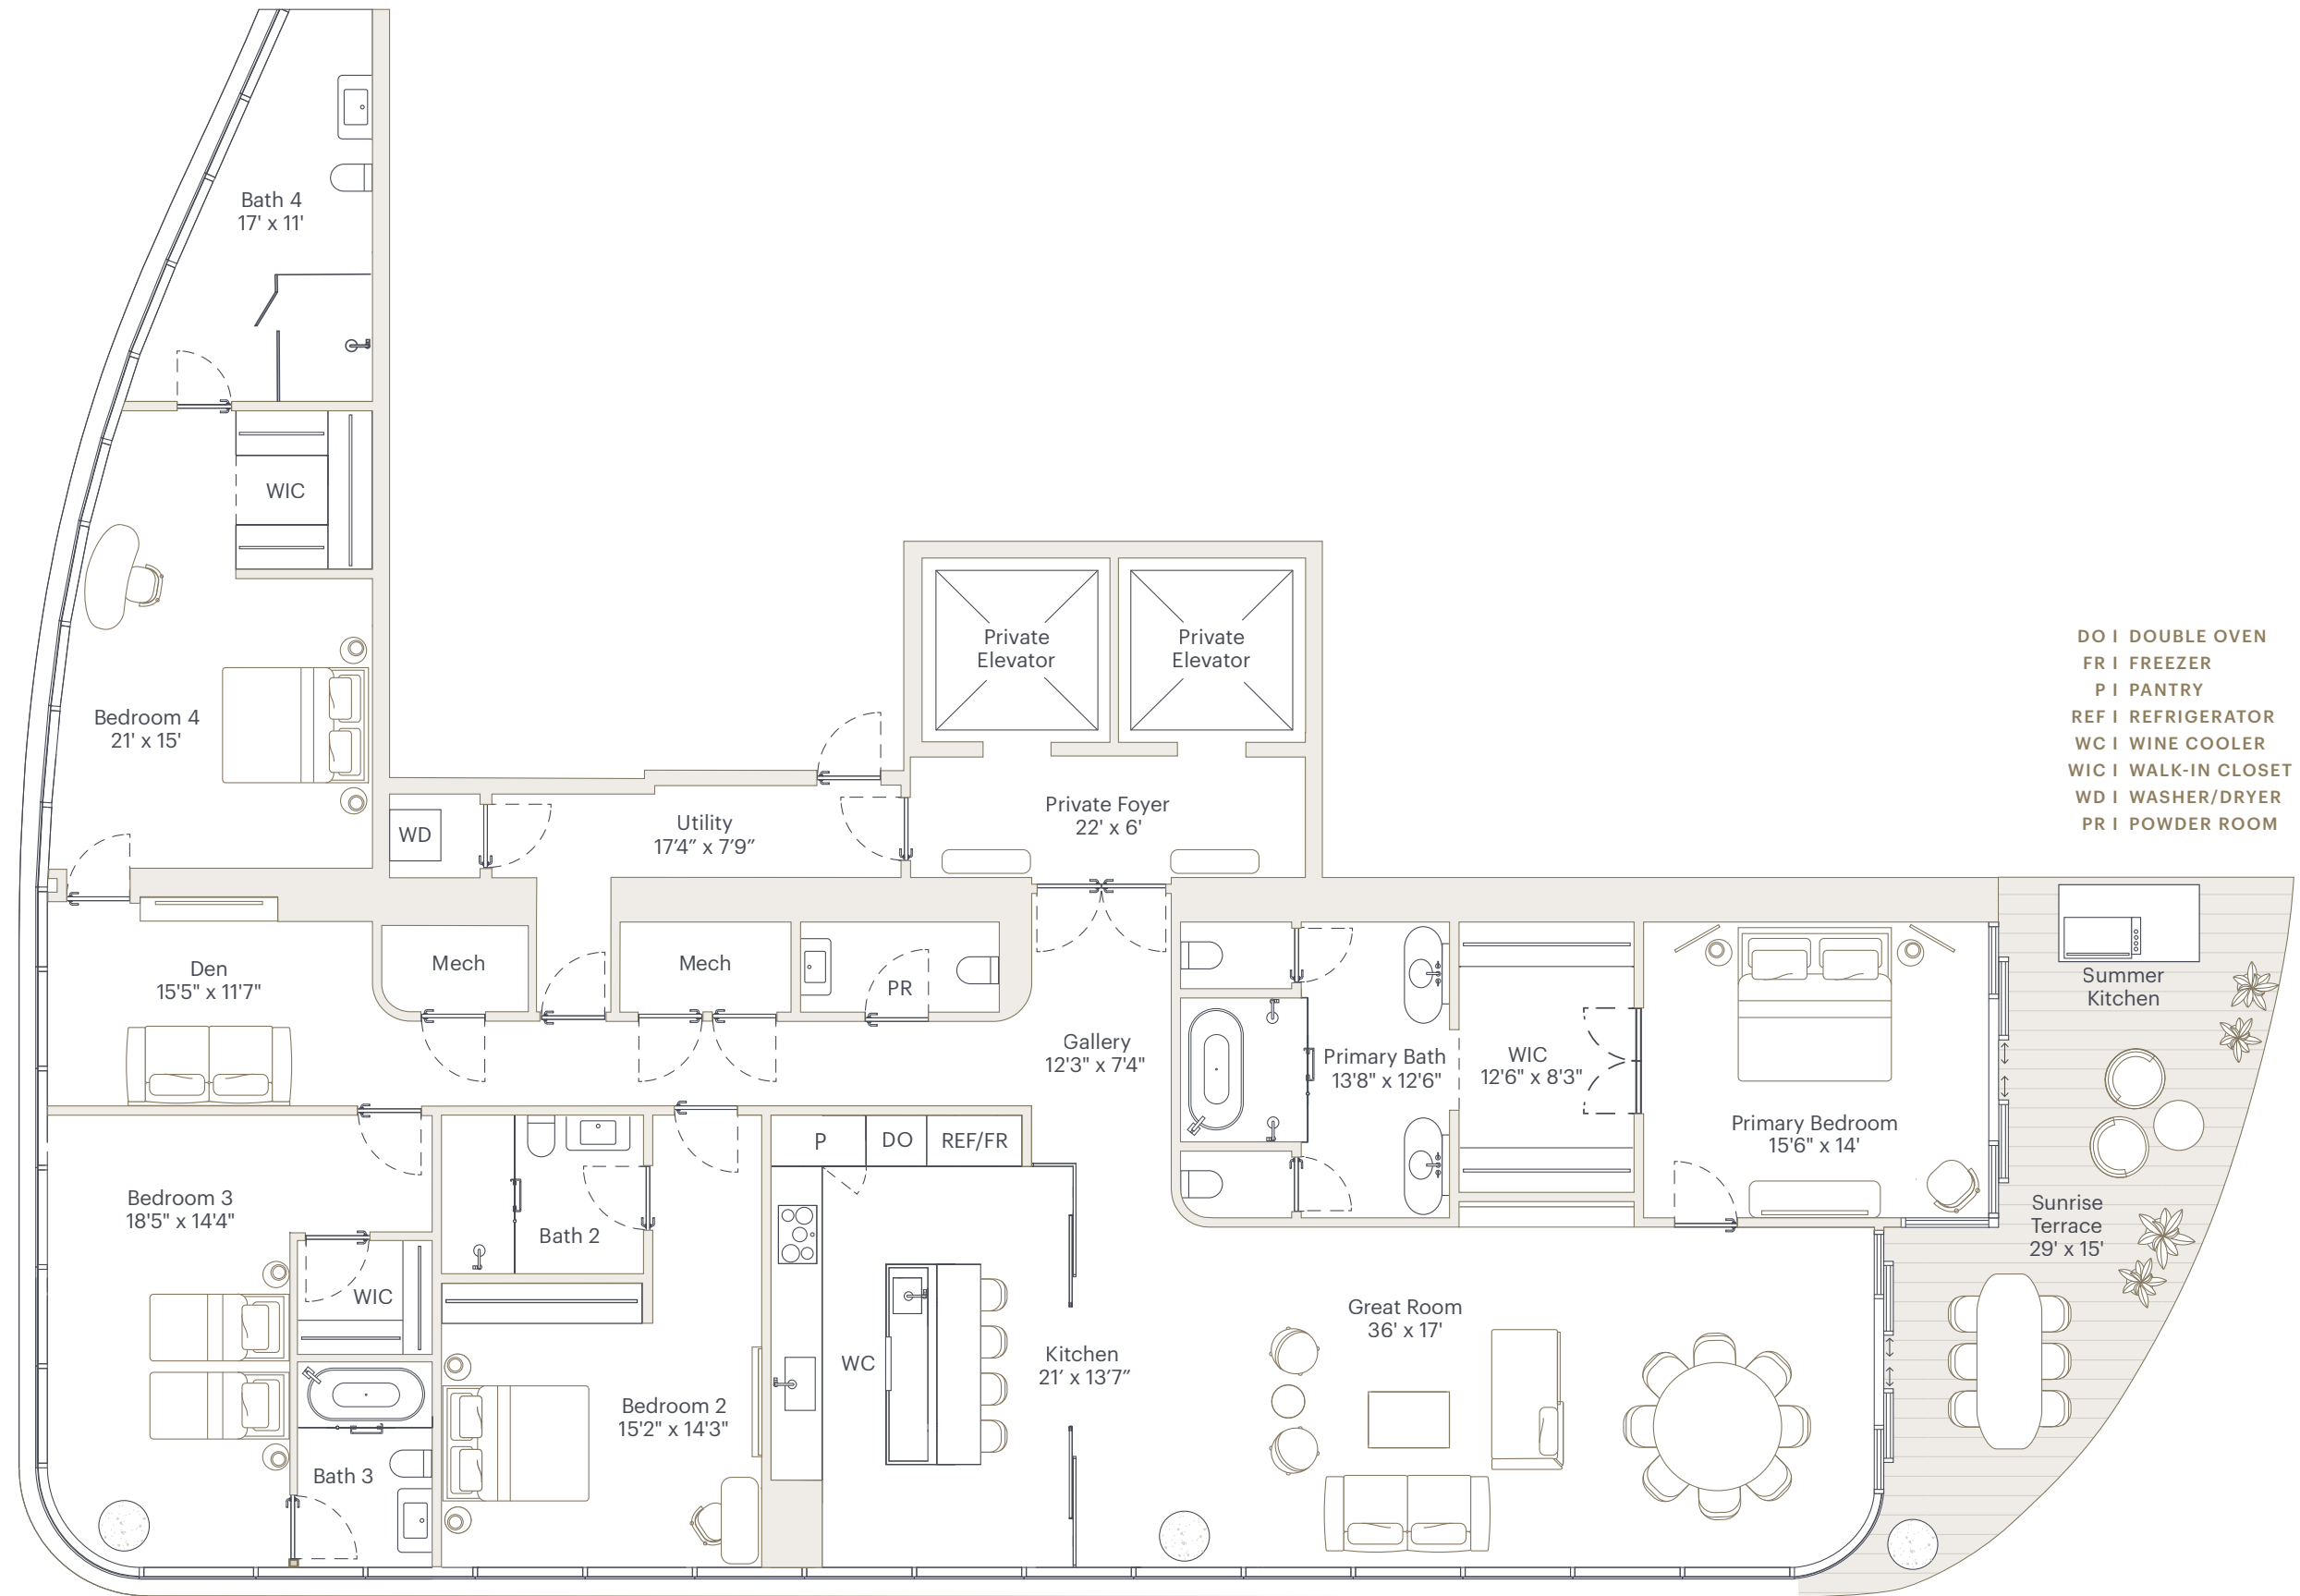 Bath 4
17' x 11'
WIC
Bedroom 4
21' x 15'
Private
Elevator
Private
Elevator
DO I DOUBLE OVEN
FR I FREEZER
P I PANTRY
REF I REFRIGERATOR
WC I WINE COOLER
WIC I WALK-IN CLOSET
WD I WASHER/DRYER
PR I POWDER ROOM
WD
Utility
17′4″ x 7′9″
Private Foyer
22' x 6'
Den
15'5" x 11'7"
Mech
Mech
PR
Gallery
12'3" x 7'4"
Primary Bath
13'8" x 12'6"
WIC
12'6" x 8'3"
Primary Bedroom
15'6" x 14'
Summer
Kitchen
Sunrise
Terrace
29' x 15'
P
DO
REF/FR
Bedroom 3
18'5" x 14'4"
Bath 2
WIC
WC
Kitchen
21′ x 13′7″
Great Room
36' x 17'
Bedroom 2
15'2" x 14'3"
Bath 3